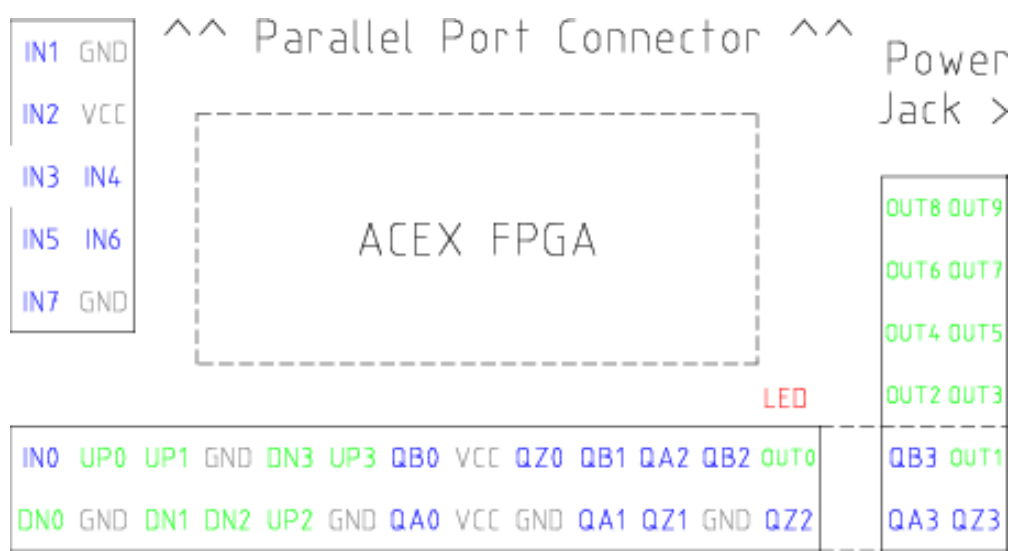 ^^ Parallel Port Connector ^^
Power
Jack >
IN1 GND
IN2 VCC
IN3 IN4
IN5 IN6
IN7 GND
ACEX FPGA
OUT8 OUT9
OUT6 OUT7
OUT4 OUT5
OUT2 OUT3
LED
IN0 UP0 UP1 GND DN3 UP3 QB0 VCC QZ0 QB1 QA2 QB2 OUT0 QB3 OUT1
DN0 GND DN1 DN2 UP2 GND QA0 VCC GND QA1 QZ1 GND QZ2 QA3 QZ3